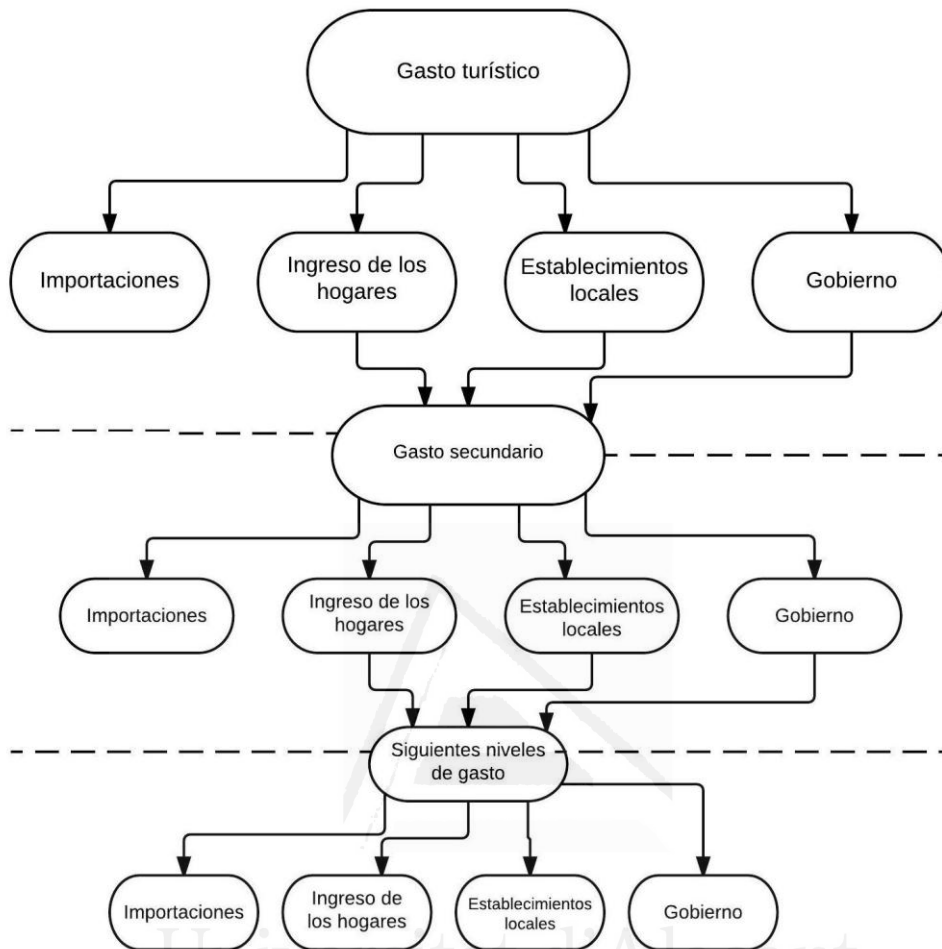 Gasto turístico
Importaciones
Ingreso de los
hogares
Establecimientos
locales
Gobierno
Gasto secundario
Importaciones
Ingreso de los
hogares
Establecimientos
locales
Gobierno
Siguientes niveles
de gasto
Importaciones
Ingreso de
los hogares
Establecimientos
locales
Gobierno